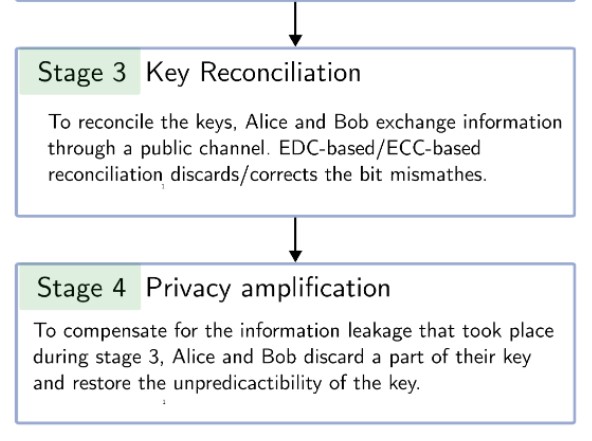 Stage 3 Key Reconciliation
To reconcile the keys, Alice and Bob exchange information
through a public channel. EDC-based/ECC-based
reconciliation discards/corrects the bit mismathes.
1
Stage 4 Privacy amplification
To compensate for the information leakage that took place
during stage 3, Alice and Bob discard a part of their key
and restore the unpredicactibility of the key.
1